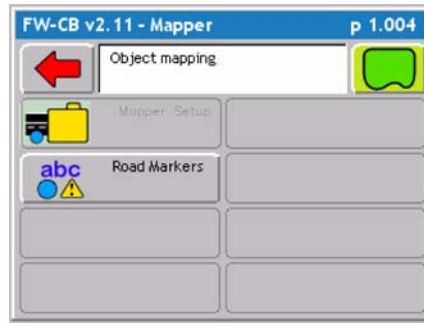 FW-CB v2.11 - Mapper p 1.004
Object mapping
Mapper Setup
abc Road Markers